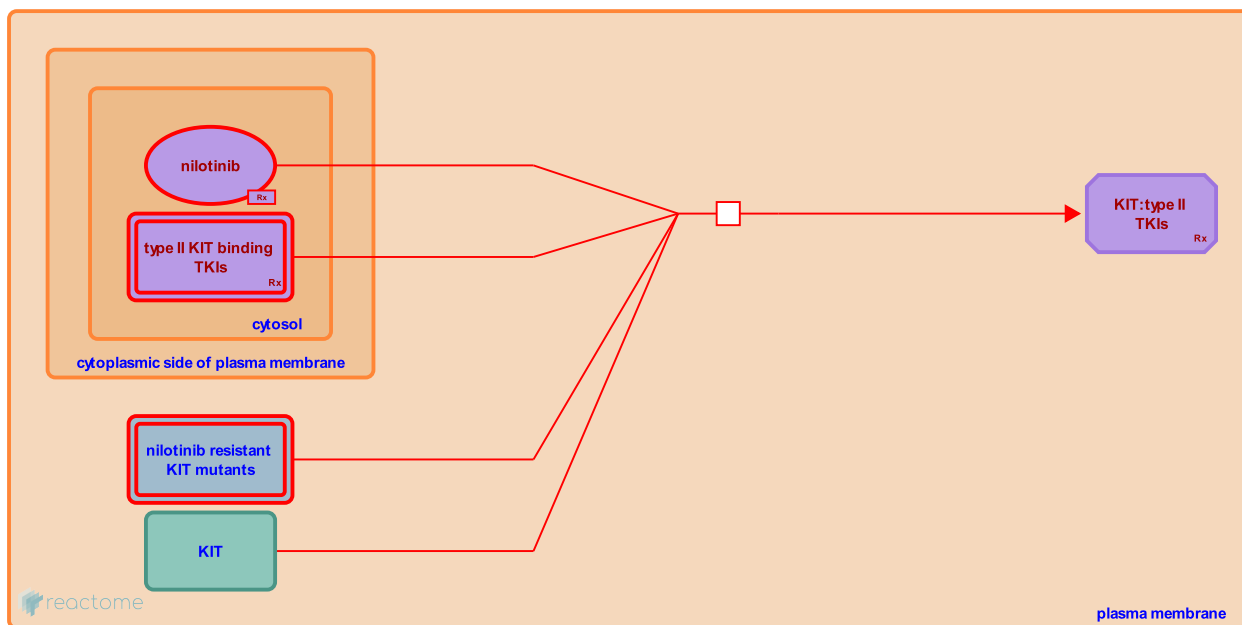 nilotinib
Rx
type II KIT binding
TKIs
Rx
cytosol
cytoplasmic side of plasma membrane
KIT:type II
TKIs
Rx
nilotinib resistant
KIT mutants
KIT
reactome
plasma membrane